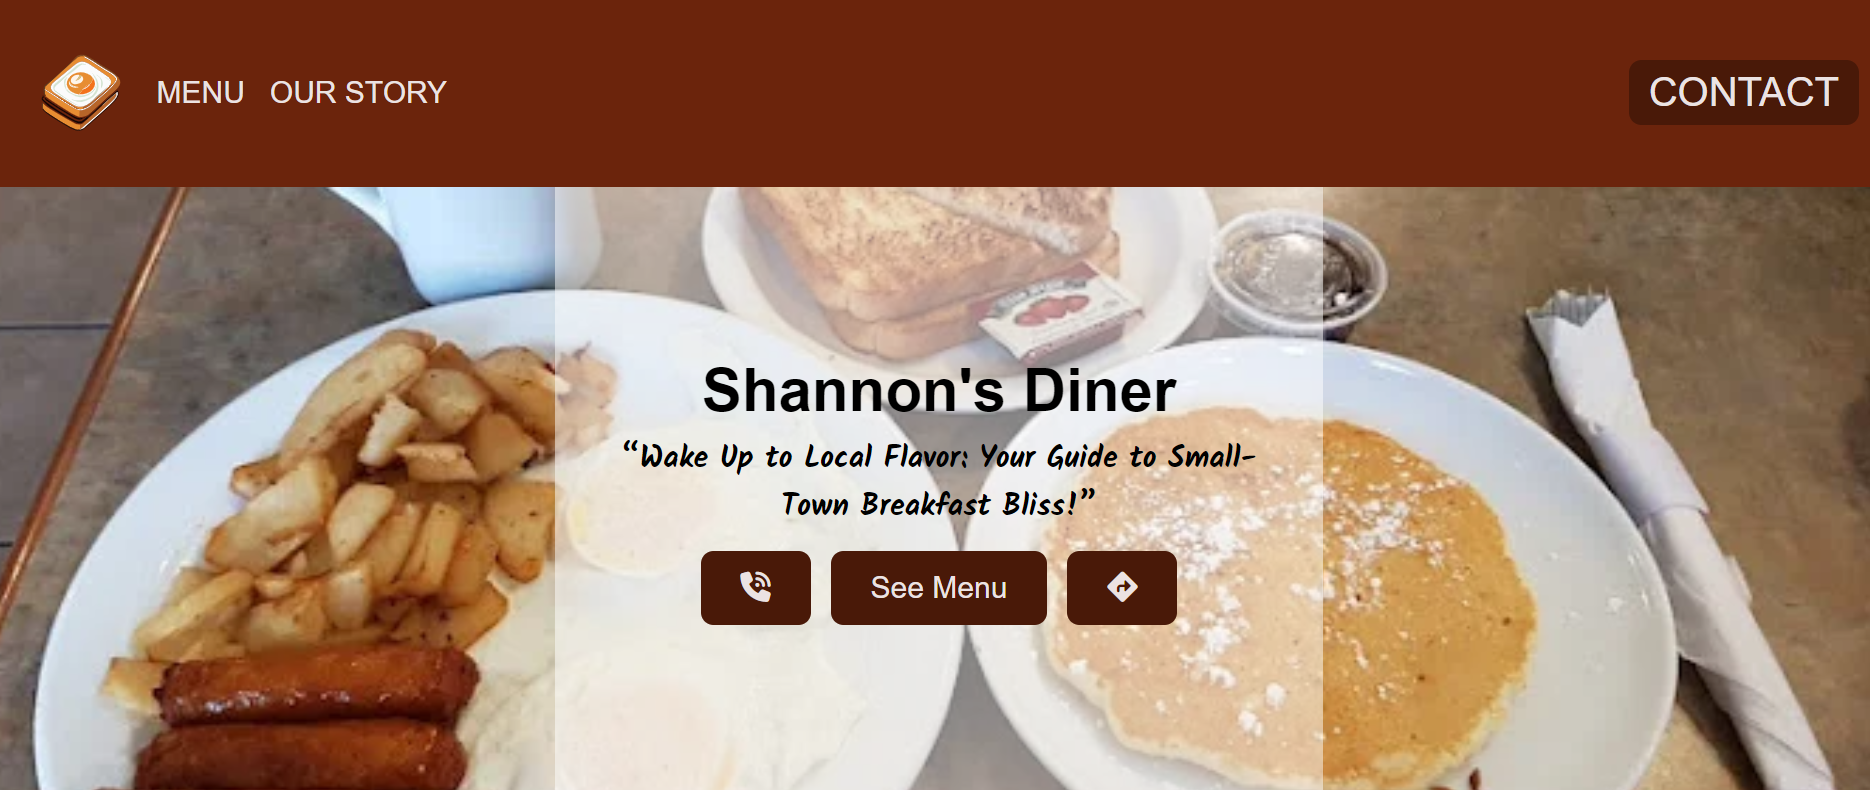 MENU OUR STORY
CONTACT
Shannon's Diner
“Wake Up to Local Flavor: Your Guide to Small-
Town Breakfast Bliss!”
See Menu